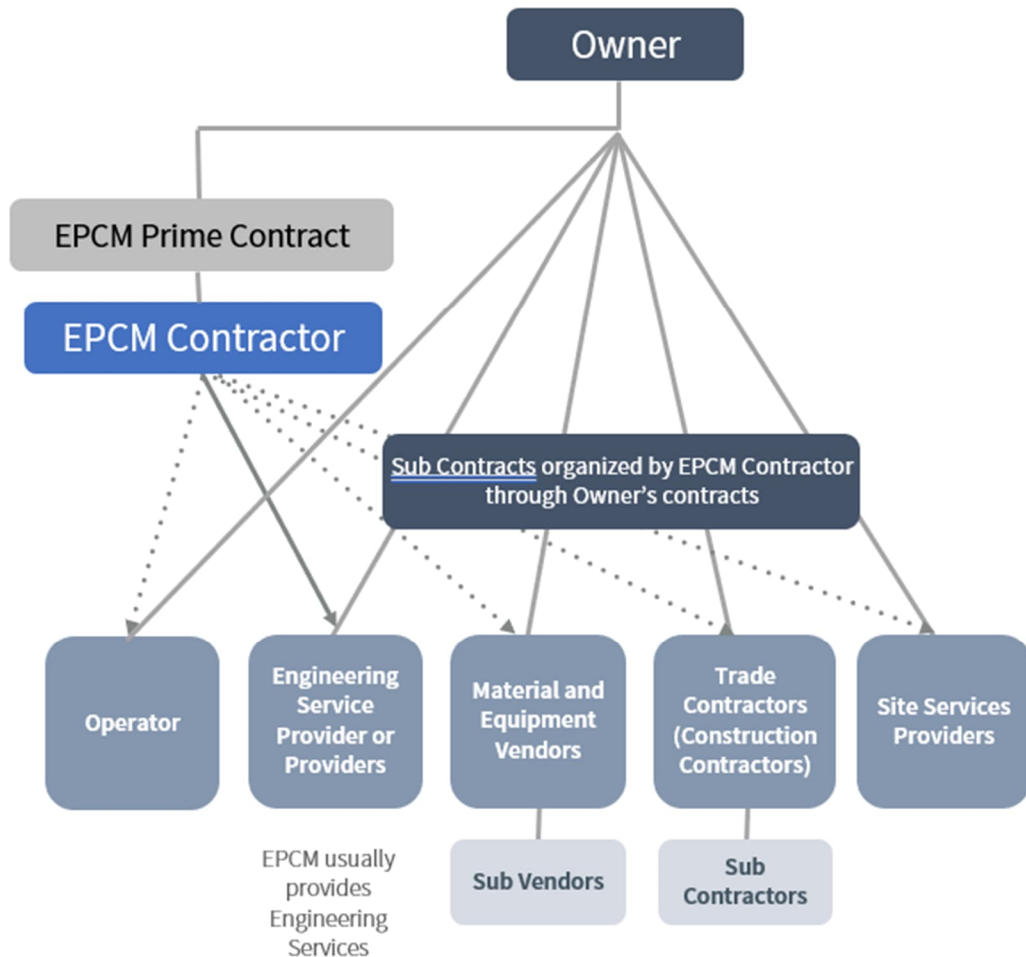 Owner
EPCM Prime Contract
EPCM Contractor
Sub Contracts organized by EPCM Contractor
through Owner’s contracts
Operator
Engineering
Service
Provider or
Providers
Material and
Equipment
Vendors
Trade
Contractors
(Construction
Contractors)
Site Services
Providers
EPCM usually
provides
Engineering
Services
Sub Vendors
Sub
Contractors